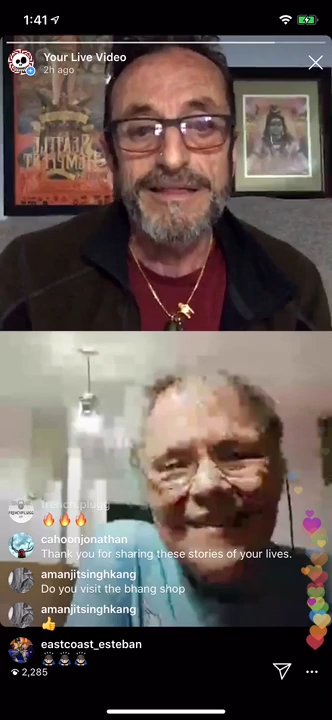 1:41
Your Live Video
2h ago
french.plugg
🔥🔥🔥
cahoonjonathan
Thank you for sharing these stories of your lives.
amanjitsinghkang
Do you visit the bhang shop
amanjitsinghkang
👍
eastcoast_esteban
2,285